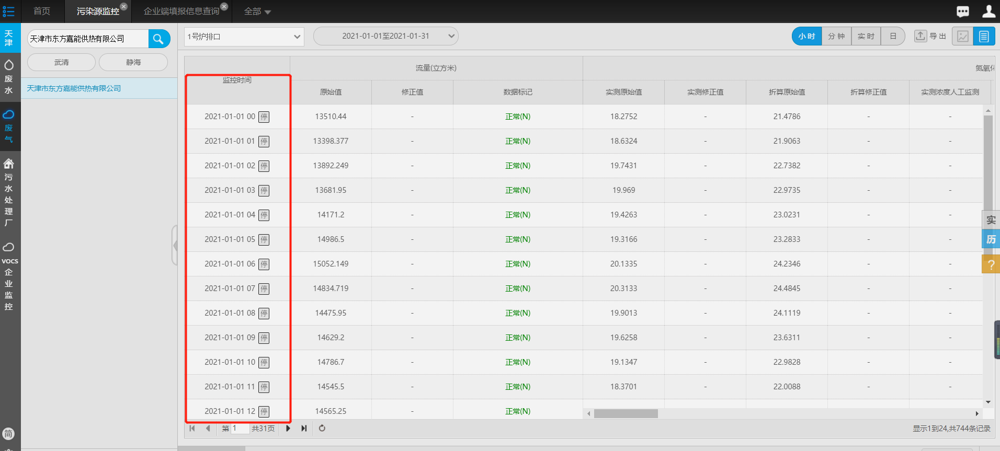 首页 污染源监控 企业端填报信息查询 全部
天津
废水
废气
污水处理厂
VOCS企业监控
简
天津市东方嘉能供热有限公司
武清 静海
天津市东方嘉能供热有限公司
1号炉排口 2021-01-01至2021-01-31 小时 分钟 实时 日 导出
监控时间 流量(立方米) 氮氧化
原始值 修正值 数据标记 实测原始值 实测修正值 折算原始值 折算修正值 实测浓度人工监测
2021-01-01 00 停 13510.44 - 正常(N) 18.2752 - 21.4786 - -
2021-01-01 01 停 13398.377 - 正常(N) 18.6324 - 21.9063 - -
2021-01-01 02 停 13892.249 - 正常(N) 19.7431 - 22.7382 - -
2021-01-01 03 停 13681.95 - 正常(N) 19.969 - 22.9735 - -
2021-01-01 04 停 14171.2 - 正常(N) 19.4263 - 23.0231 - -
2021-01-01 05 停 14986.5 - 正常(N) 19.3166 - 23.2833 - -
2021-01-01 06 停 15052.149 - 正常(N) 20.1335 - 24.2346 - -
2021-01-01 07 停 14834.719 - 正常(N) 20.3133 - 24.4845 - -
2021-01-01 08 停 14475.95 - 正常(N) 19.9013 - 24.1119 - -
2021-01-01 09 停 14629.2 - 正常(N) 19.6258 - 23.6311 - -
2021-01-01 10 停 14786.7 - 正常(N) 19.1347 - 22.9828 - -
2021-01-01 11 停 14545.5 - 正常(N) 18.3701 - 22.0088 - -
2021-01-01 12 停 14565.25 - 正常(N)
第 1 共31页 显示1到24,共744条记录
实
历
?